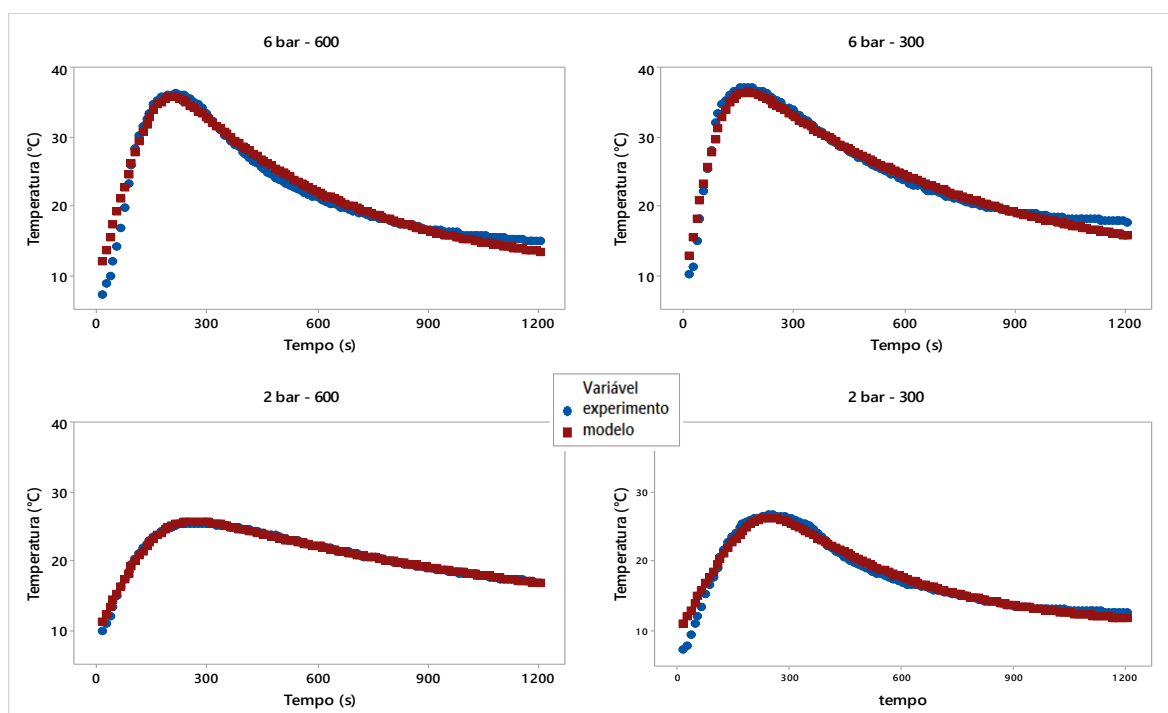 6 bar - 600
40
30
20
10
Temperatura (°C)
0 300 600 900 1200
Tempo (s)
6 bar - 300
40
30
20
10
Temperatura (°C)
0 300 600 900 1200
Tempo (s)
2 bar - 600
40
30
20
10
Temperatura (°C)
0 300 600 900 1200
Tempo (s)
Variável
experimento
modelo
2 bar - 300
30
20
10
Temperatura (°C)
0 300 600 900 1200
tempo